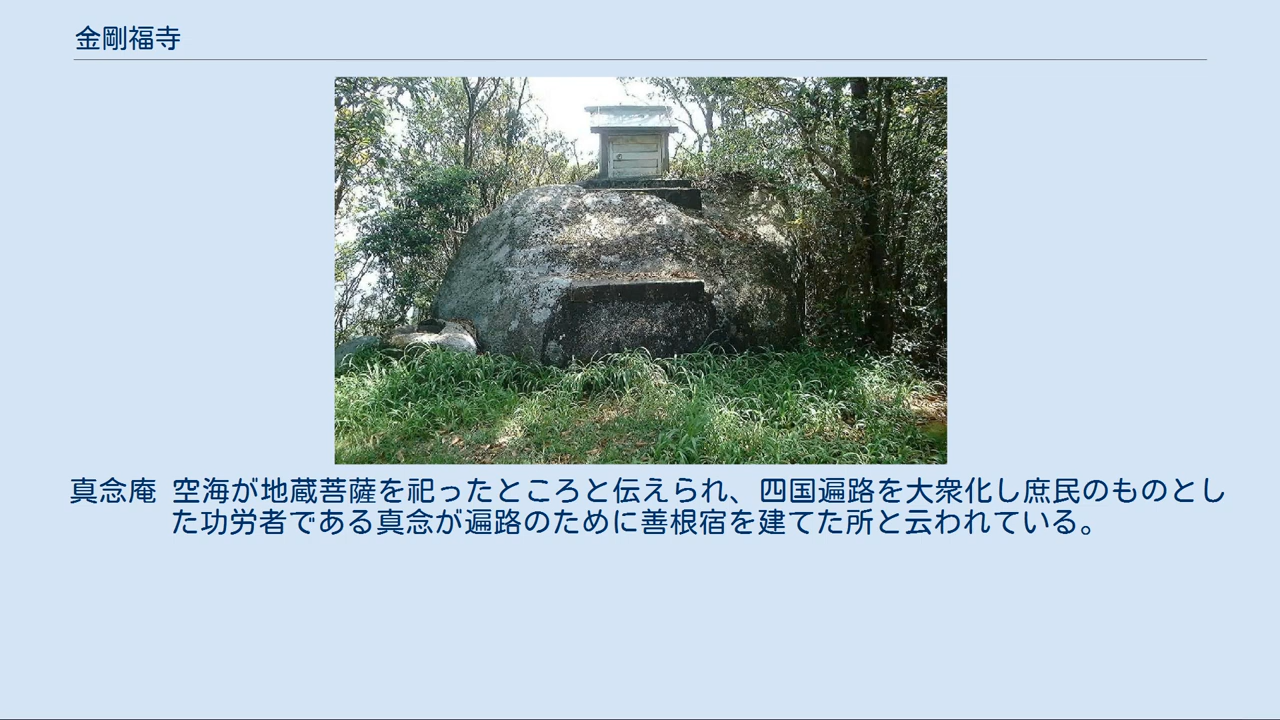 金剛福寺
真念庵 空海が地蔵菩薩を祀ったところと伝えられ、四国遍路を大衆化し庶民のものとし
た功労者である真念が遍路のために善根宿を建てた所と云われている。